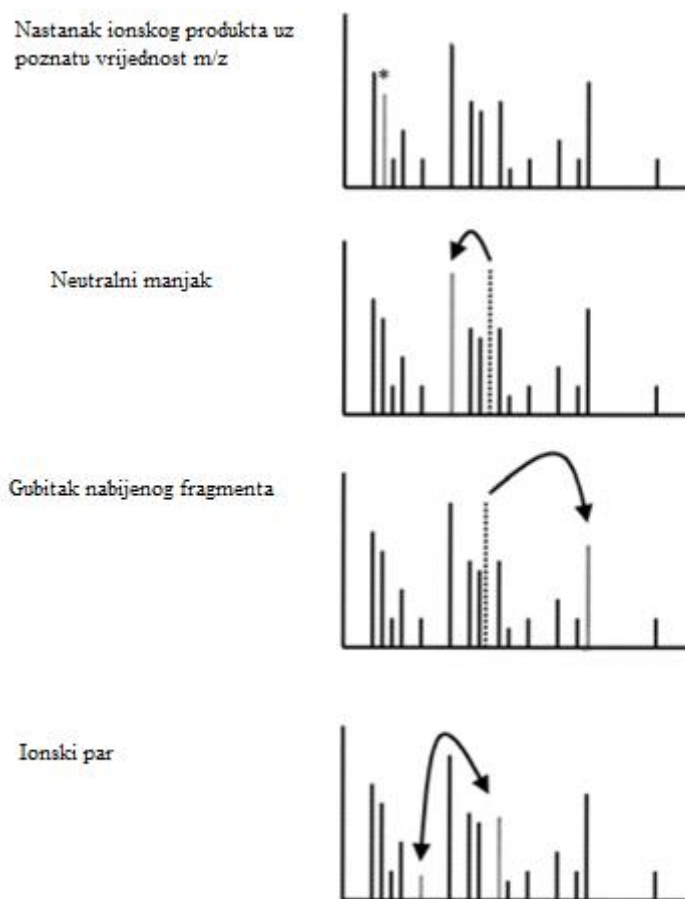 Nastanak ionskog produkta uz
poznatu vrijednost m/z
*
Neutralni manjak
Gubitak nabijenog fragmenta
Ionski par